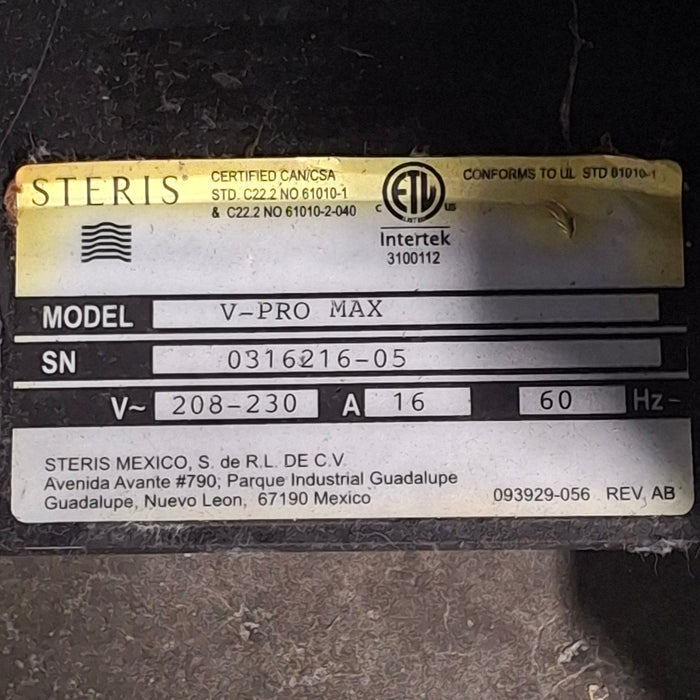 STERIS®
CERTIFIED CAN/CSA
STD. C22.2 NO 61010-1
& C22.2 NO 61010-2-040
ETL
C LISTED US
Intertek
3100112
CONFORMS TO UL STD 61010-1
MODEL V-PRO MAX
SN 0316216-05
V~ 208-230 A 16 60 Hz
STERIS MEXICO, S. de R.L. DE C.V.
Avenida Avante #790; Parque Industrial Guadalupe
Guadalupe, Nuevo Leon, 67190 Mexico
093929-056 REV AB